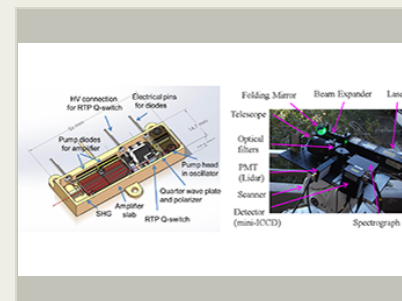 HV connection
for RTP Q-switch
Electrical pins
for diodes
Pump diodes
for amplifier
Pump head
in oscillator
Quarter wave plate
and polarizer
SHG
Amplifier
slab
RTP Q-switch
Folding Mirror
Beam Expander
Lase
Telescope
Optical
filters
PMT
(Lidar)
Scanner
Detector
(mini-ICCD)
Spectrograph